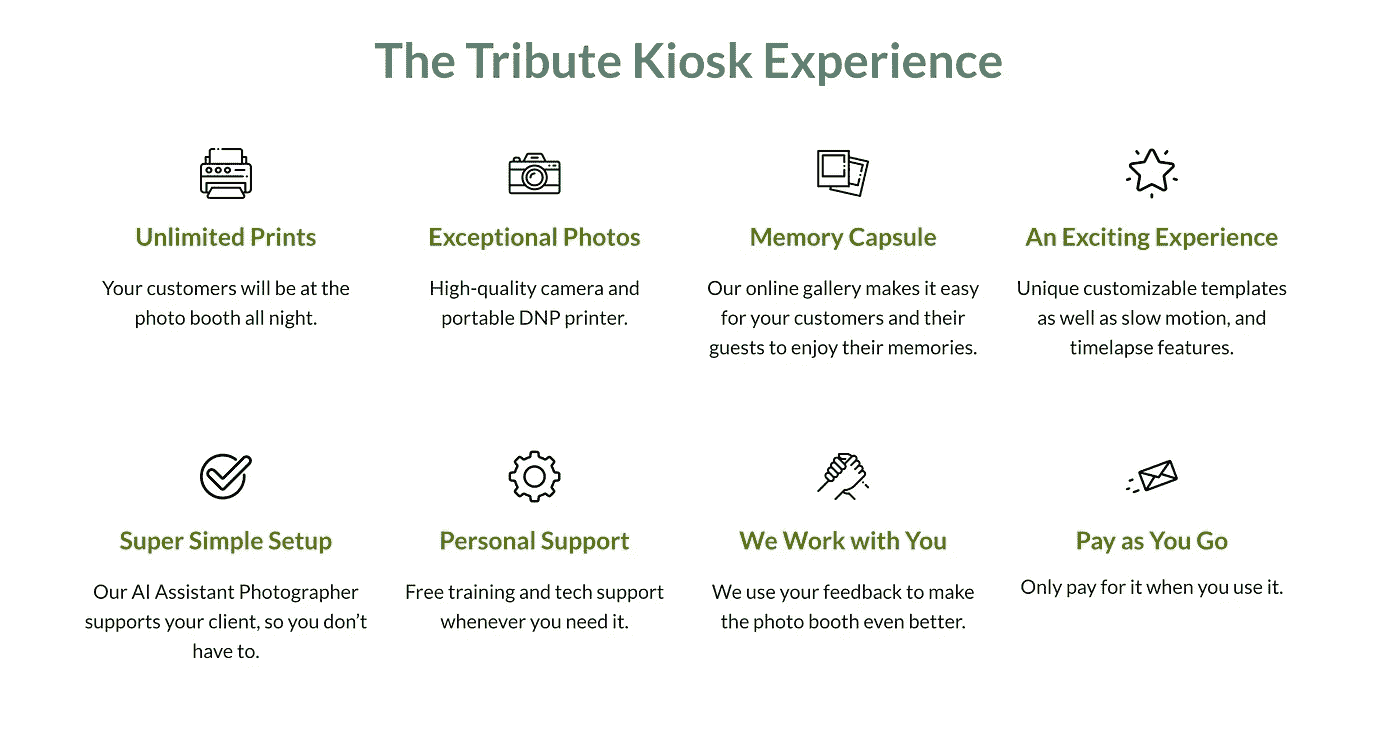 The Tribute Kiosk Experience
Unlimited Prints
Your customers will be at the
photo booth all night.
Exceptional Photos
High-quality camera and
portable DNP printer.
Memory Capsule
Our online gallery makes it easy
for your customers and their
guests to enjoy their memories.
An Exciting Experience
Unique customizable templates
as well as slow motion, and
timelapse features.
Super Simple Setup
Our AI Assistant Photographer
supports your client, so you don’t
have to.
Personal Support
Free training and tech support
whenever you need it.
We Work with You
We use your feedback to make
the photo booth even better.
Pay as You Go
Only pay for it when you use it.